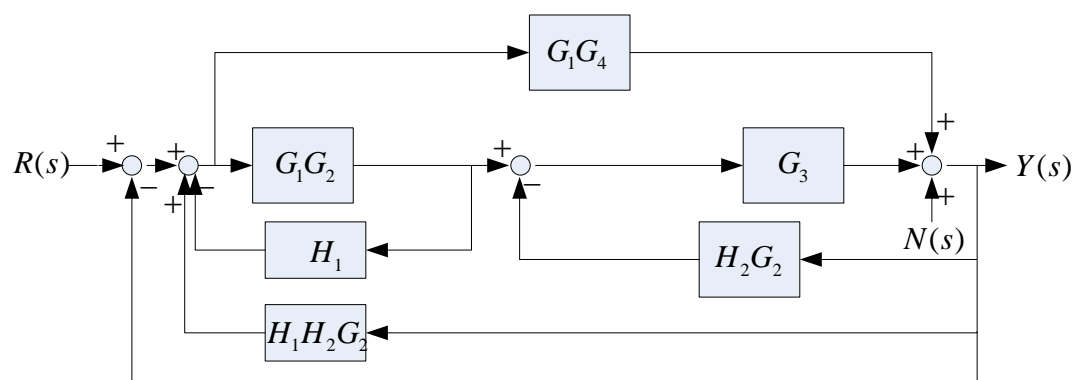 G₁G₄
+ + + + + +
R(s) G₁G₂ G₃ Y(s)
− − − + +
H₁ H₂G₂ N(s)
H₁H₂G₂